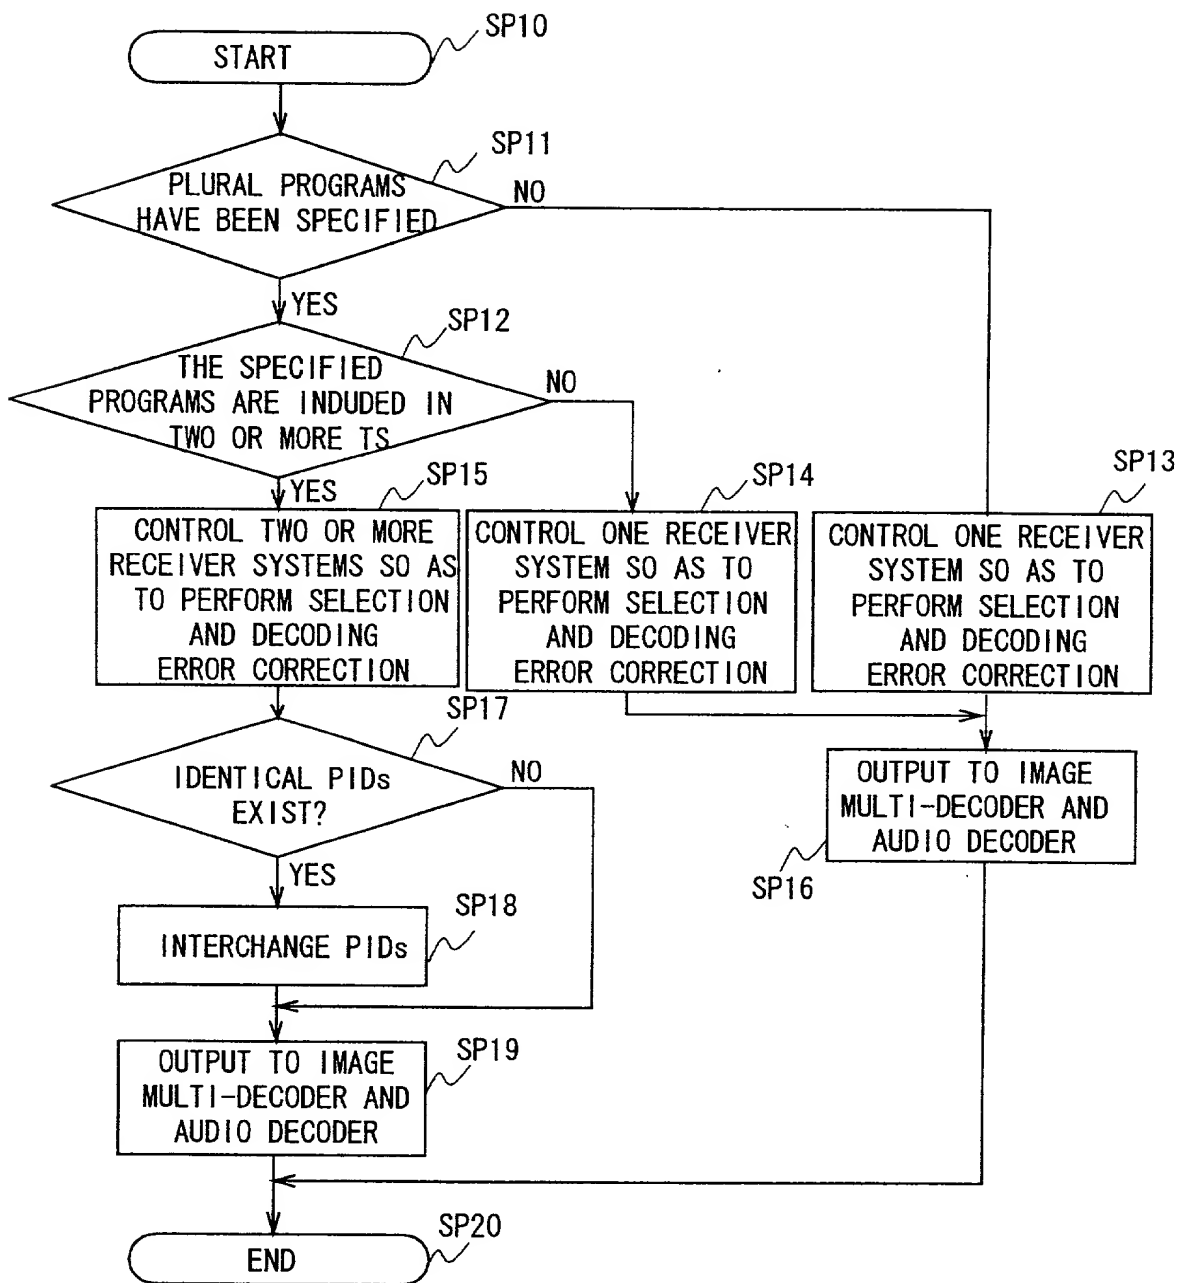 SP10
START
SP11
PLURAL PROGRAMS
HAVE BEEN SPECIFIED
NO
YES
SP12
THE SPECIFIED
PROGRAMS ARE INDUDED IN
TWO OR MORE TS
NO
YES
SP15
CONTROL TWO OR MORE
RECEIVER SYSTEMS SO AS
TO PERFORM SELECTION
AND DECODING
ERROR CORRECTION
SP14
CONTROL ONE RECEIVER
SYSTEM SO AS TO
PERFORM SELECTION
AND DECODING
ERROR CORRECTION
SP13
CONTROL ONE RECEIVER
SYSTEM SO AS TO
PERFORM SELECTION
AND DECODING
ERROR CORRECTION
SP17
IDENTICAL PIDs
EXIST?
NO
YES
OUTPUT TO IMAGE
MULTI-DECODER AND
AUDIO DECODER
SP16
SP18
INTERCHANGE PIDs
SP19
OUTPUT TO IMAGE
MULTI-DECODER AND
AUDIO DECODER
SP20
END